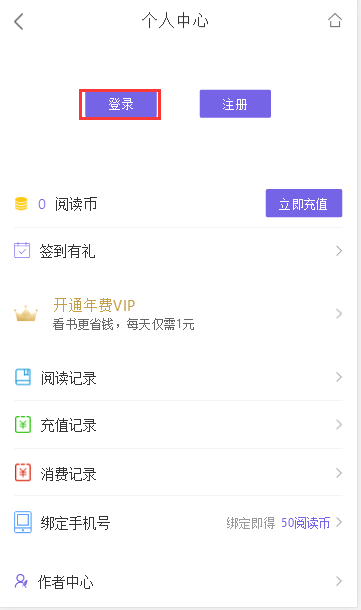 个人中心
登录 注册
0 阅读币 立即充值
签到有礼
开通年费VIP
看书更省钱，每天仅需1元
阅读记录
充值记录
消费记录
绑定手机号 绑定即得 50阅读币
作者中心